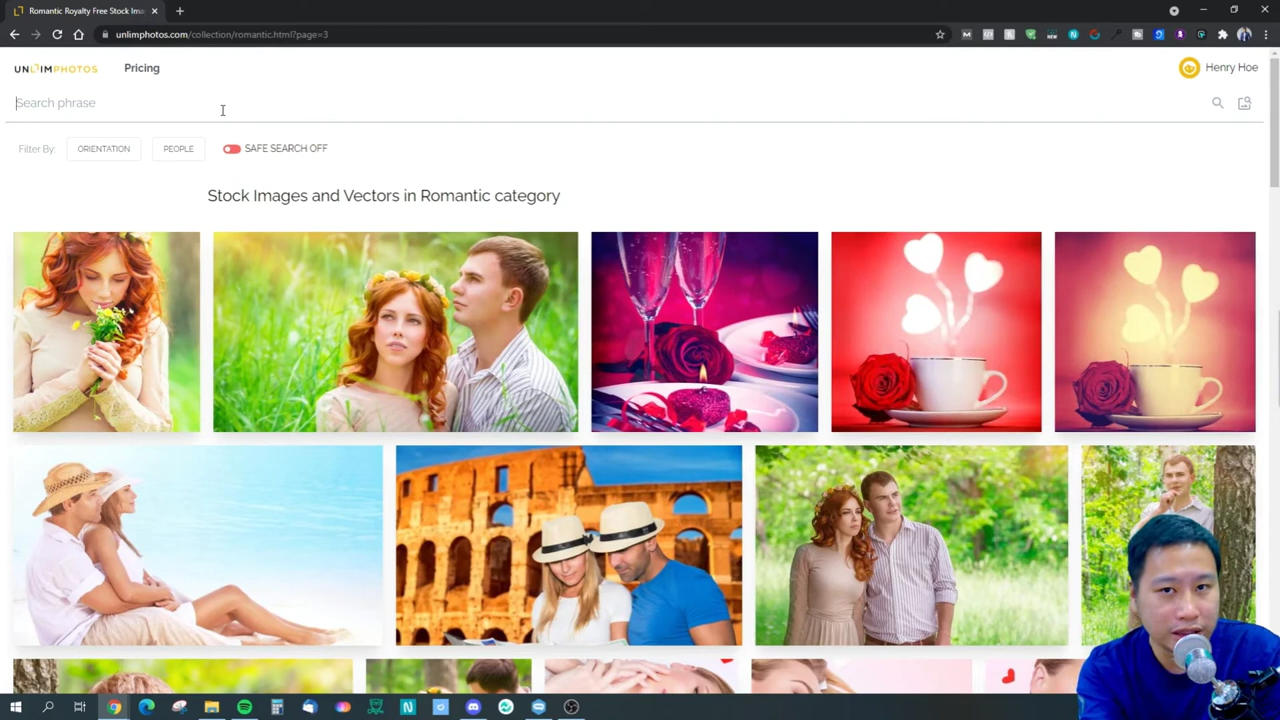 Romantic Royalty Free Stock Ima
unlimphotos.com/collection/romantic.html?page=3
UNLIMPHOTOS
Pricing
Henry Hoe
Search phrase
Filter By:
ORIENTATION
PEOPLE
SAFE SEARCH OFF
Stock Images and Vectors in Romantic category